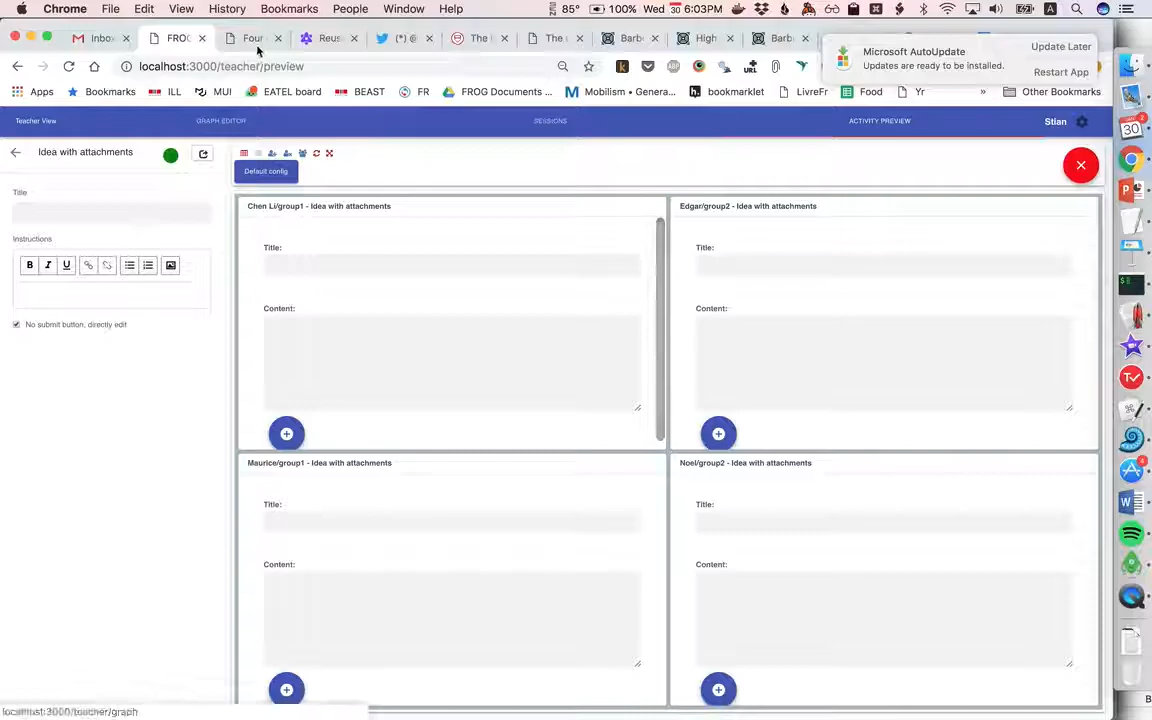 Chrome File Edit View History Bookmarks People Window Help 85° 100% Wed 30 6:03PM
Inbox FROG Four Reus (*) @ The The Barb High Barb
Microsoft AutoUpdate
Updates are ready to be installed.
Update Later
Restart App
localhost:3000/teacher/preview
Apps Bookmarks ILL MUI BEAST FR FROG Documents ... Mobilism • Genera... bookmarklet LivreFr Food Yr » Other Bookmarks
EATEL board
Teacher View GRAPH EDITOR SESSIONS ACTIVITY PREVIEW Stian
Idea with attachments
Default config
Title
Instructions
B I U
No submit button, directly edit
Chen Li/group1 - Idea with attachments
Title:
Content:
Edgar/group2 - Idea with attachments
Title:
Content:
Maurice/group1 - Idea with attachments
Title:
Content:
Noel/group2 - Idea with attachments
Title:
Content:
localhost:3000/teacher/graph